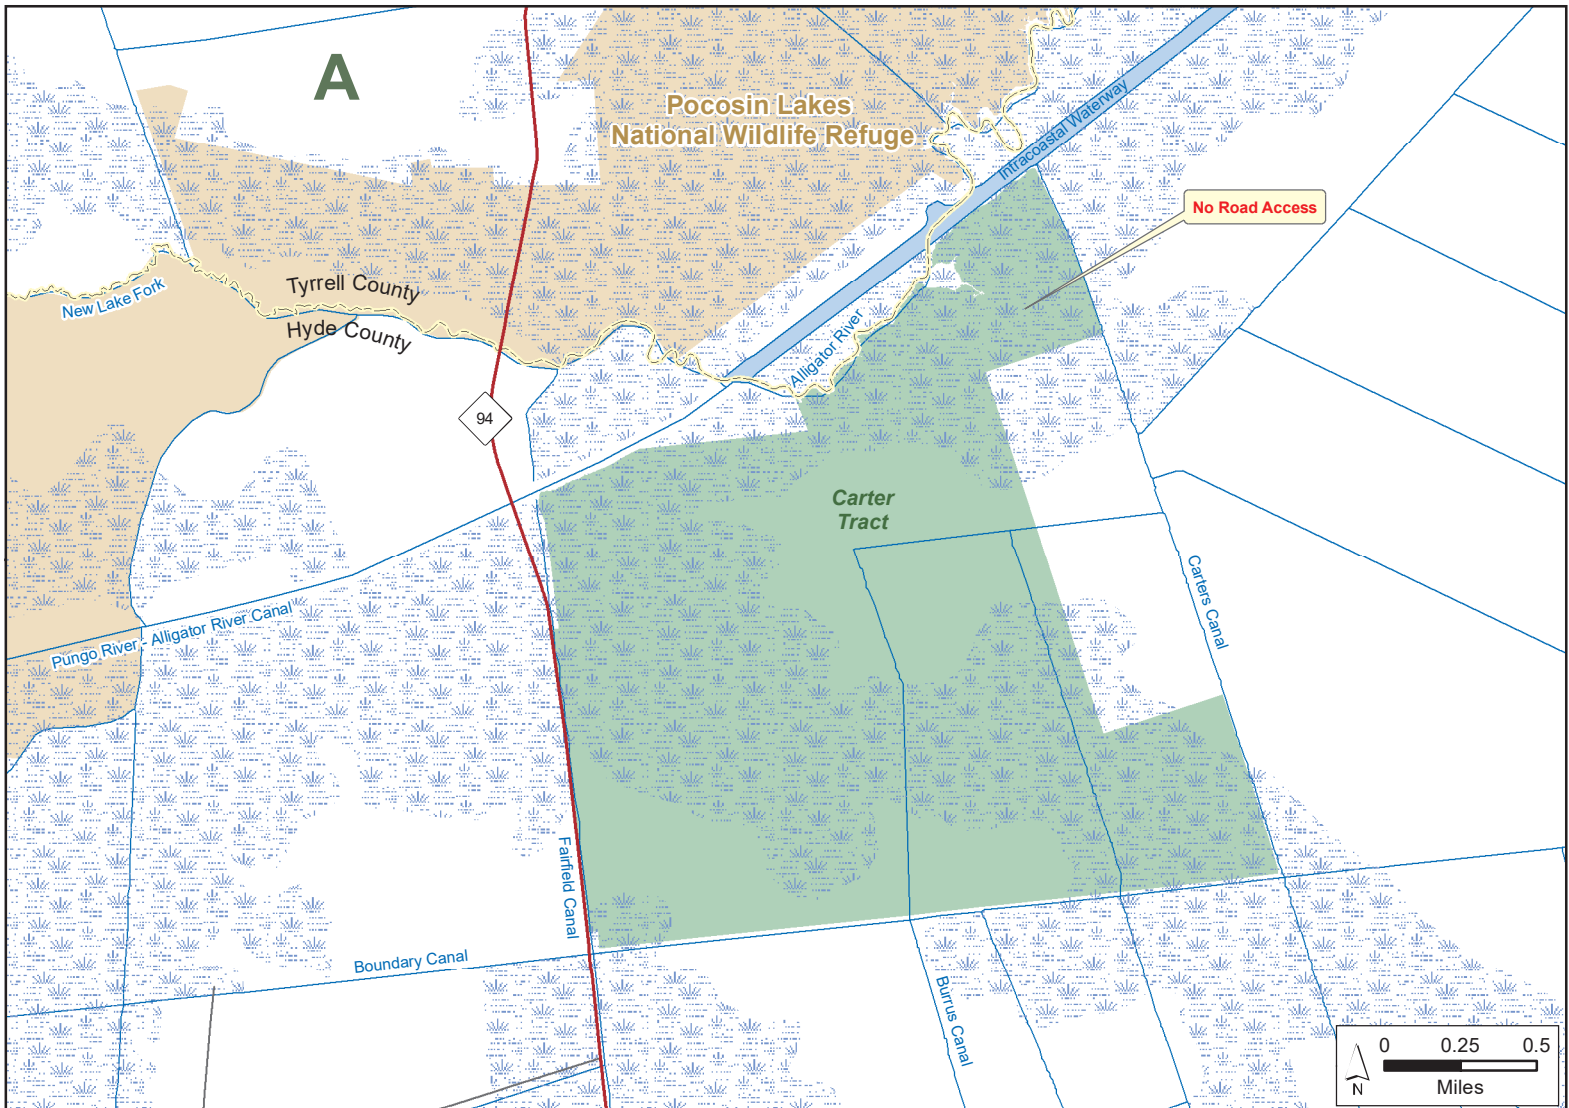 A
Pocosin Lakes
National Wildlife Refuge
Intracoastal Waterway
No Road Access
New Lake Fork
Tyrrell County
Hyde County
Alligator River
94
Carter
Tract
Carters Canal
Pungo River - Alligator River Canal
Fairfield Canal
Boundary Canal
Burrus Canal
0 0.25 0.5
Miles
N